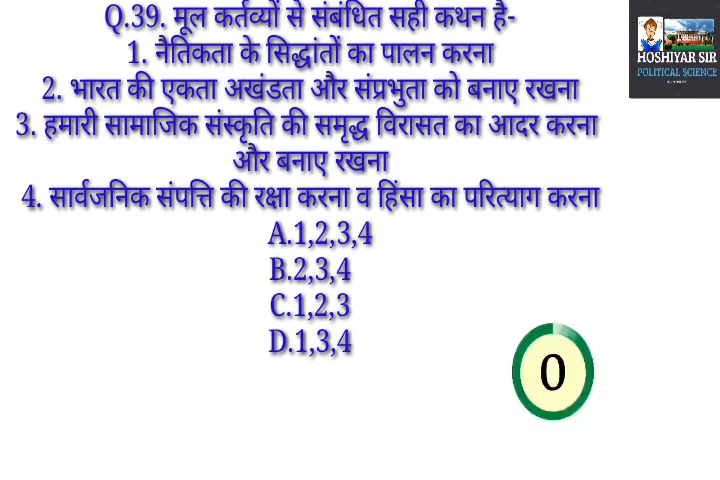 Q.39. मूल कर्तव्यों से संबंधित सही कथन है-
1. नैतिकता के सिद्धांतों का पालन करना
2. भारत की एकता अखंडता और संप्रभुता को बनाए रखना
3. हमारी सामाजिक संस्कृति की समृद्ध विरासत का आदर करना
और बनाए रखना
4. सार्वजनिक संपत्ति की रक्षा करना व हिंसा का परित्याग करना
A.1,2,3,4
B.2,3,4
C.1,2,3
D.1,3,4
0
HOSHIYAR SIR
POLITICAL SCIENCE